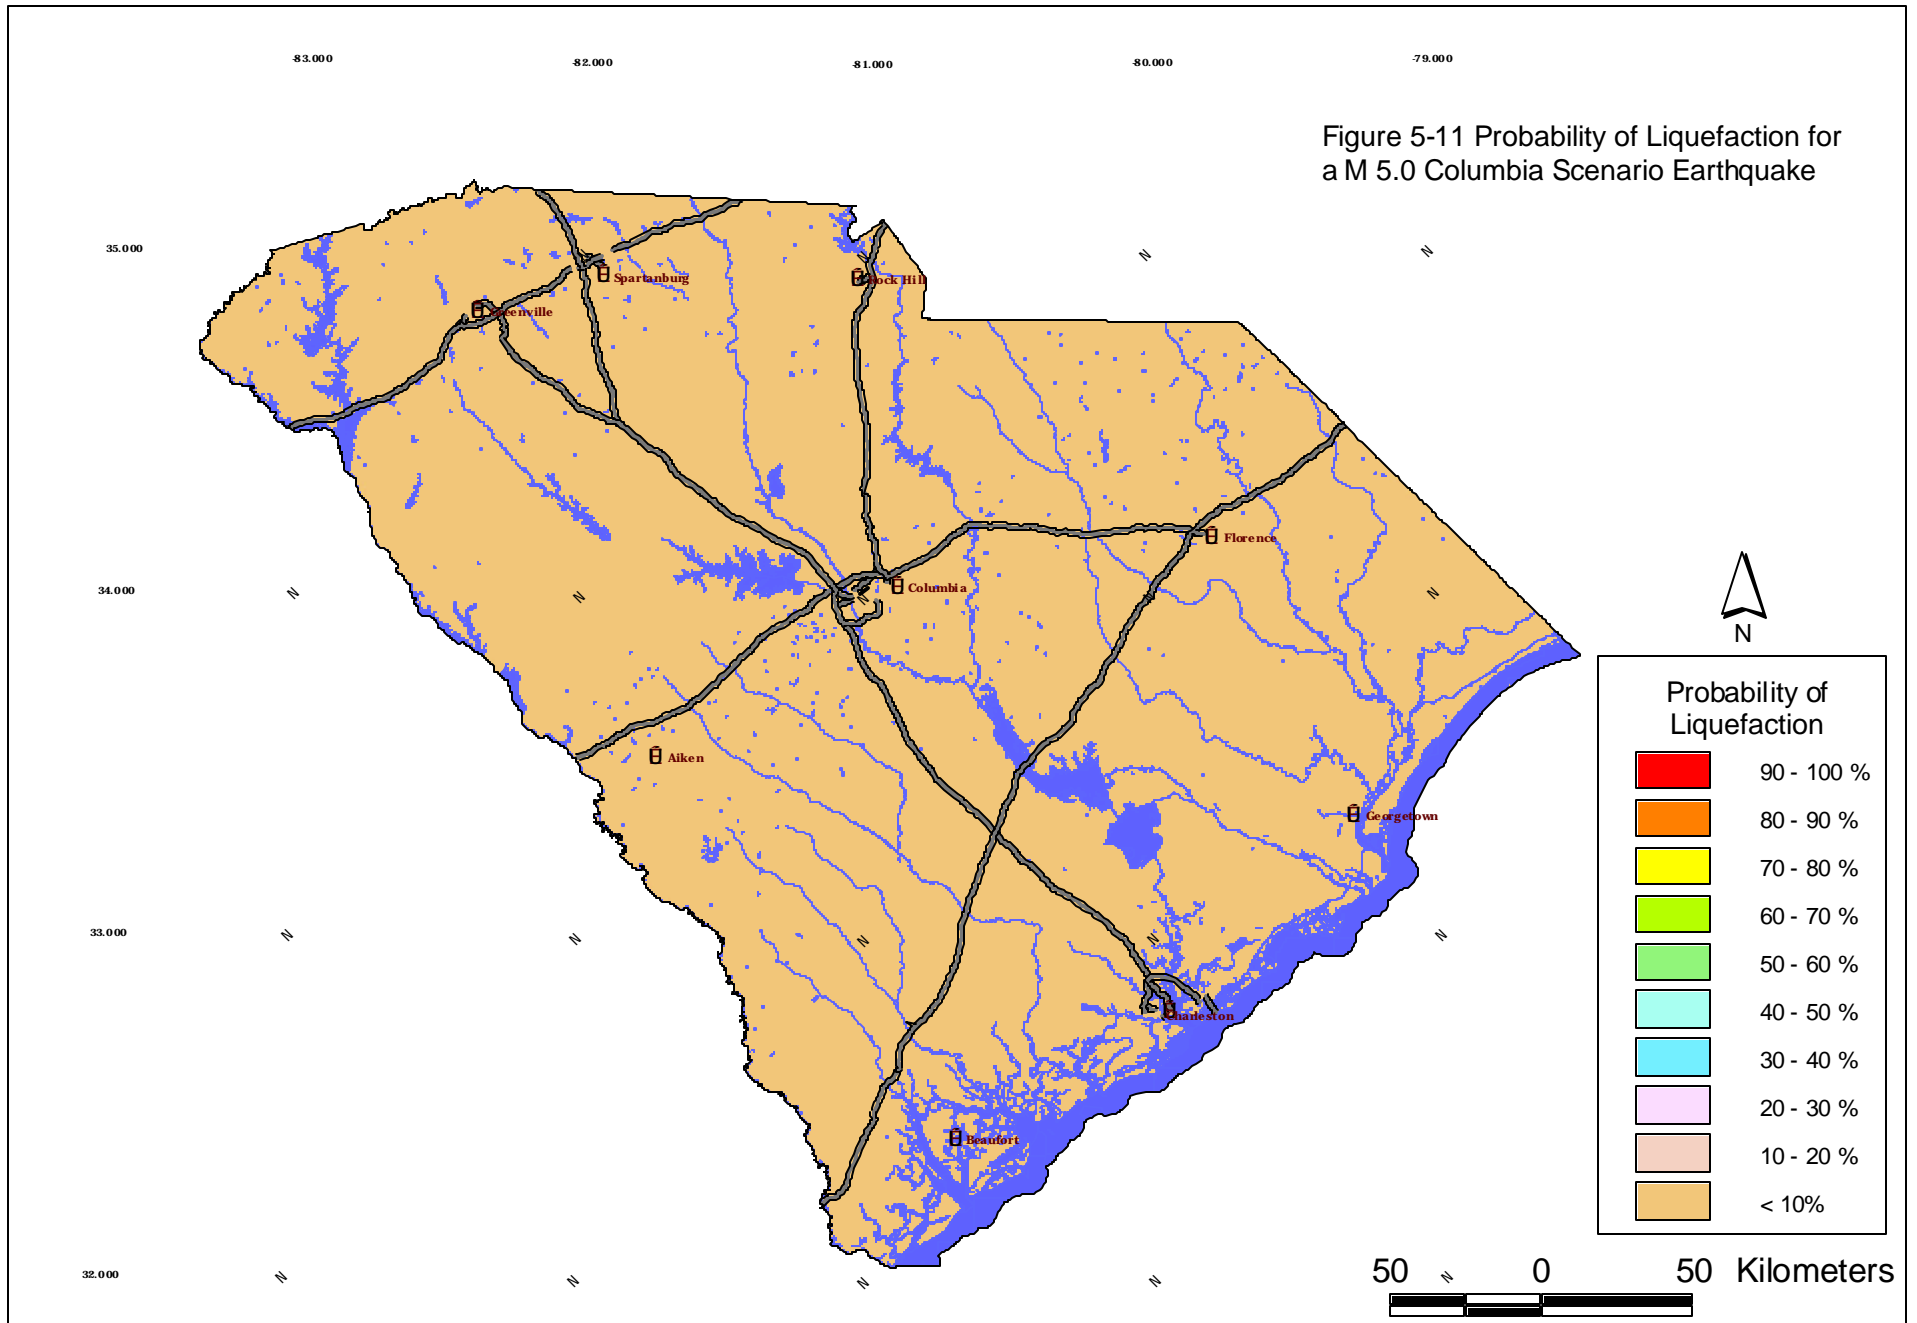 -83.000
-82.000
-81.000
-80.000
-79.000
Figure 5-11 Probability of Liquefaction for
a M 5.0 Columbia Scenario Earthquake
35.000
N
N
N
Spartanburg
Rock Hill
Greenville
Florence
34.000
N
N
N
N
N
Columbia
N
Aiken
Georgetown
33.000
N
N
N
N
N
Charleston
Beaufort
32.000
N
N
N
N
Probability of
Liquefaction
90 - 100 %
80 - 90 %
70 - 80 %
60 - 70 %
50 - 60 %
40 - 50 %
30 - 40 %
20 - 30 %
10 - 20 %
< 10%
50 N 0 50 Kilometers